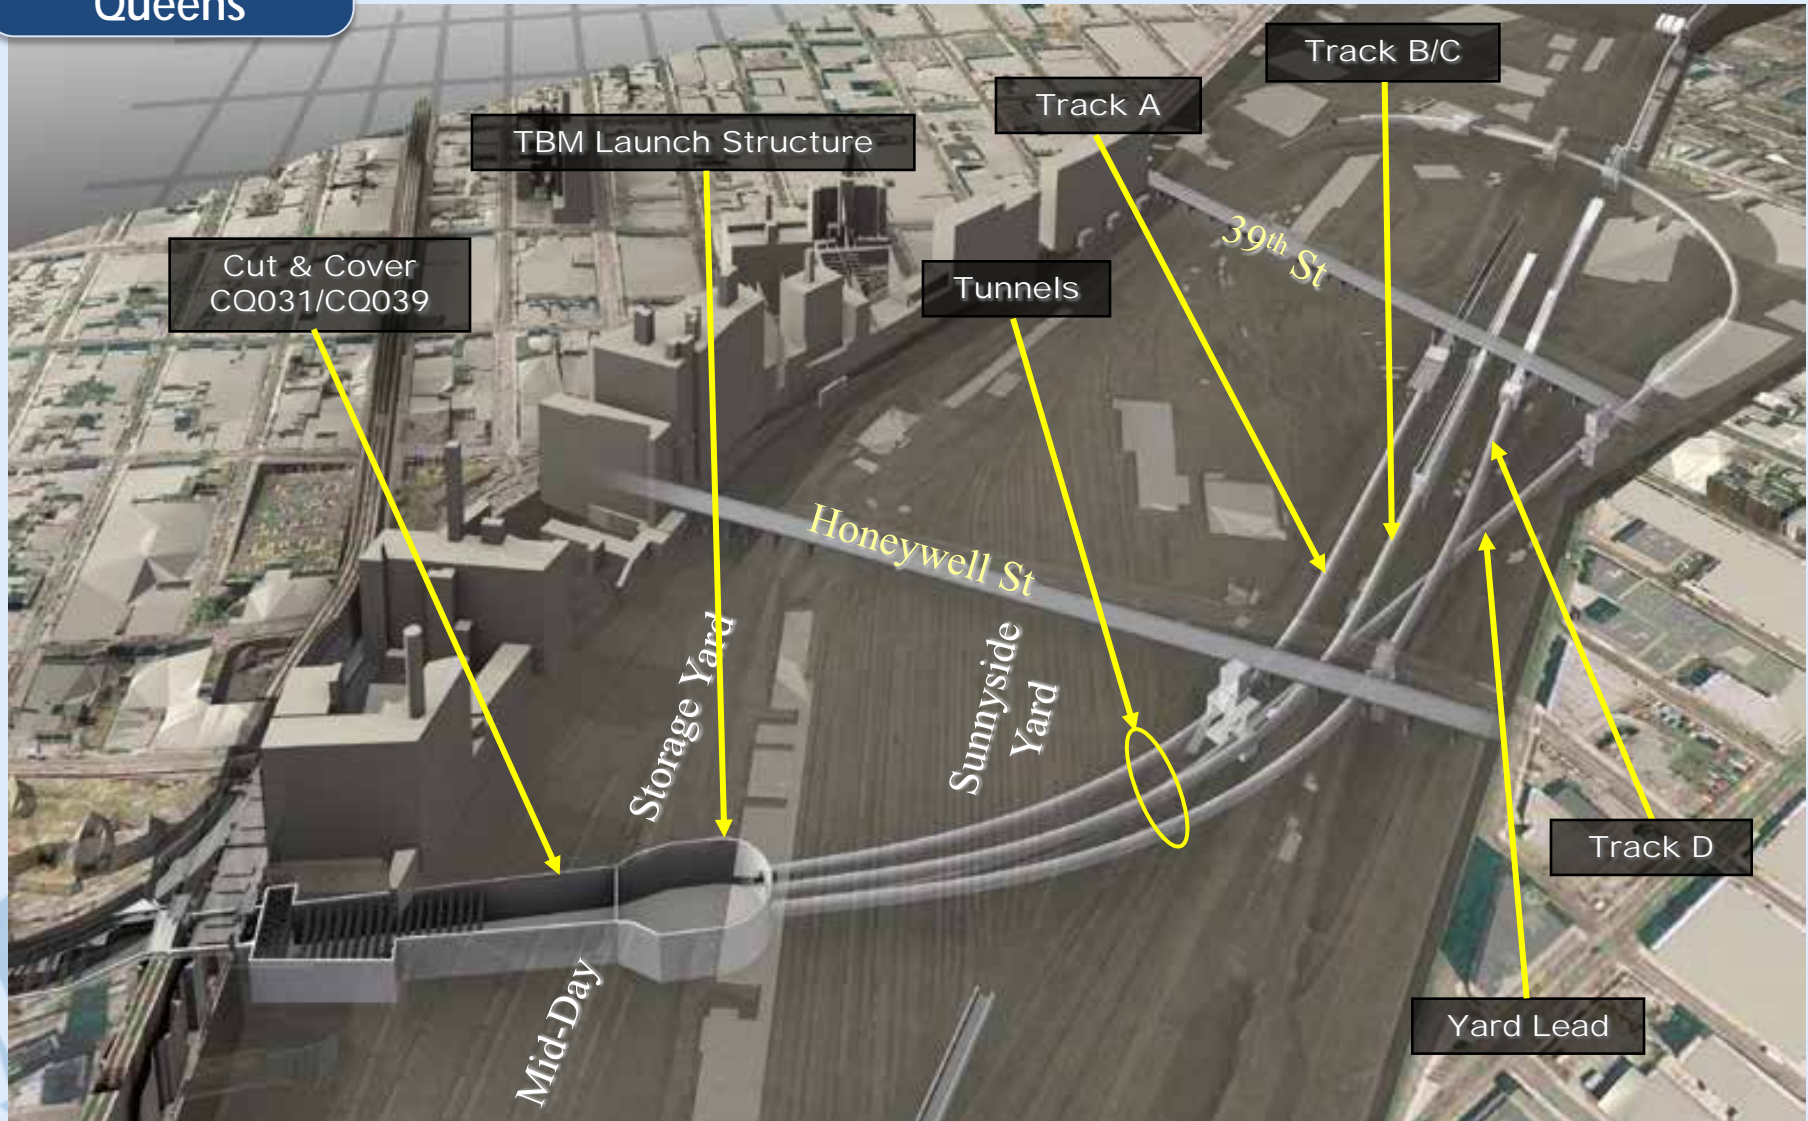 Queens
Track B/C
Track A
TBM Launch Structure
39th St
Cut & Cover
CQ031/CQ039
Tunnels
Honeywell St
Storage Yard
Sunnyside
Yard
Track D
Mid-Day
Yard Lead